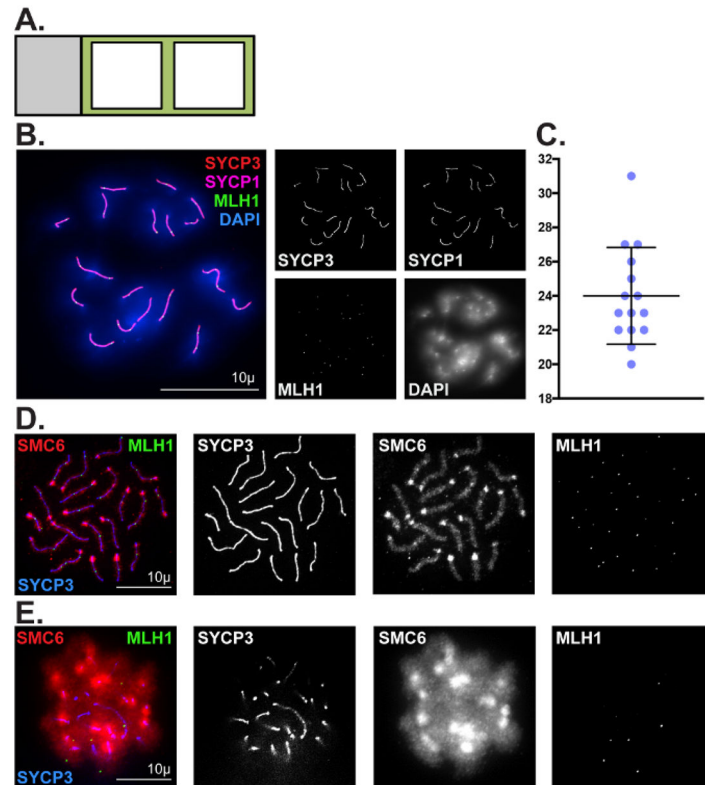 A.
B.
SYCP3
SYCP1
MLH1
DAPI
10µ
SYCP3
SYCP1
MLH1
DAPI
C.
32
30
28
26
24
22
20
18
D.
SMC6
MLH1
SYCP3
10µ
SYCP3
SMC6
MLH1
E.
SMC6
MLH1
SYCP3
10µ
SYCP3
SMC6
MLH1